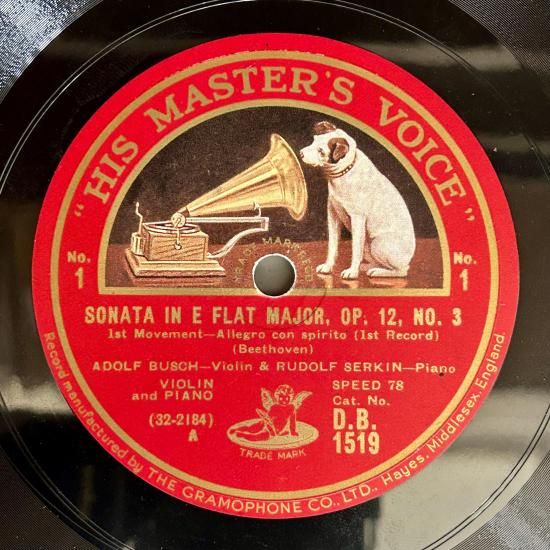 "HIS MASTER'S VOICE"
TRADE MARK
No. 1
No. 1
SONATA IN E FLAT MAJOR, OP. 12, NO. 3
1st Movement—Allegro con spirito (1st Record)
(Beethoven)
ADOLF BUSCH—Violin & RUDOLF SERKIN—Piano
VIOLIN
and PIANO
SPEED 78
Cat. No.
(32-2184)
A
D.B.
1519
TRADE MARK
Record manufactured by THE GRAMOPHONE CO., LTD., Hayes, Middlesex, England.